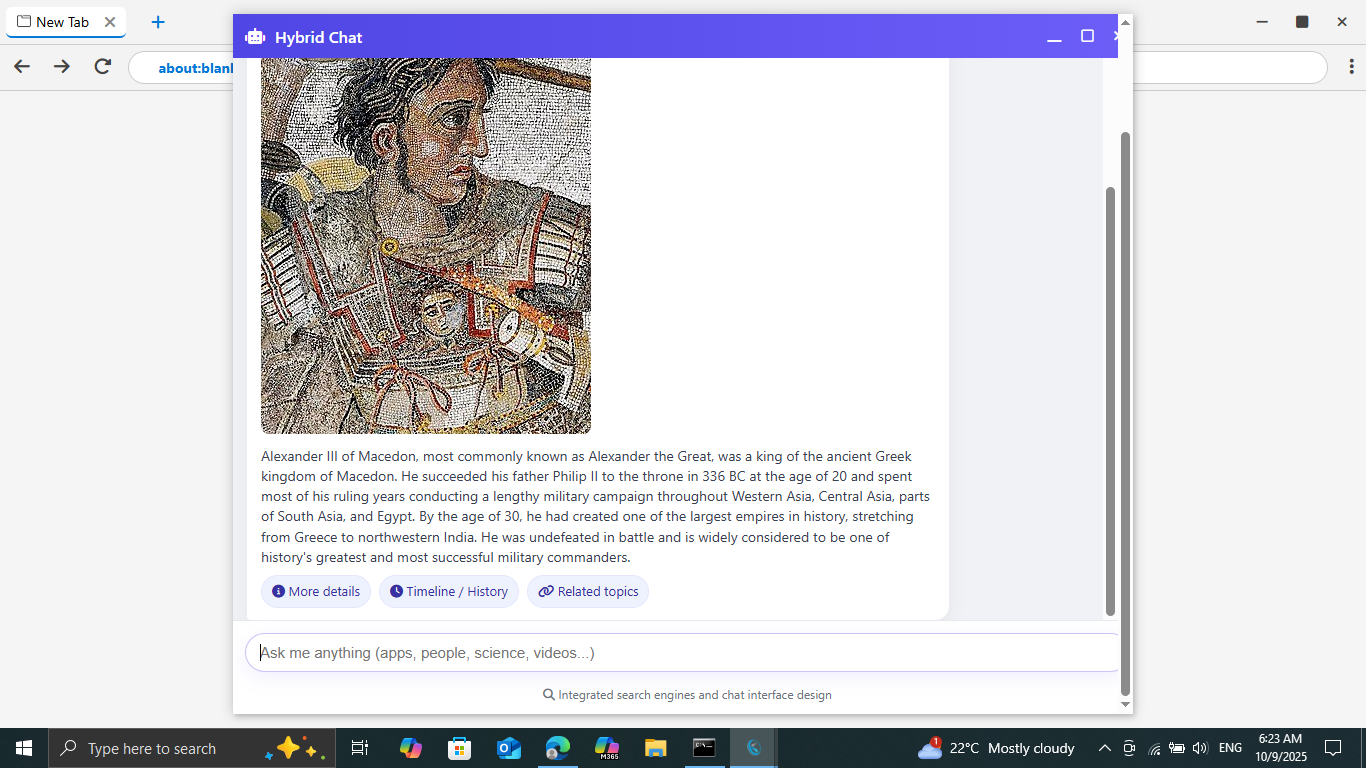 New Tab
Hybrid Chat
about:blan
Alexander III of Macedon, most commonly known as Alexander the Great, was a king of the ancient Greek
kingdom of Macedon. He succeeded his father Philip II to the throne in 336 BC at the age of 20 and spent
most of his ruling years conducting a lengthy military campaign throughout Western Asia, Central Asia, parts
of South Asia, and Egypt. By the age of 30, he had created one of the largest empires in history, stretching
from Greece to northwestern India. He was undefeated in battle and is widely considered to be one of
history's greatest and most successful military commanders.
More details Timeline / History Related topics
Ask me anything (apps, people, science, videos...)
Integrated search engines and chat interface design
Type here to search
M365
1
22°C Mostly cloudy
ENG
6:23 AM
10/9/2025